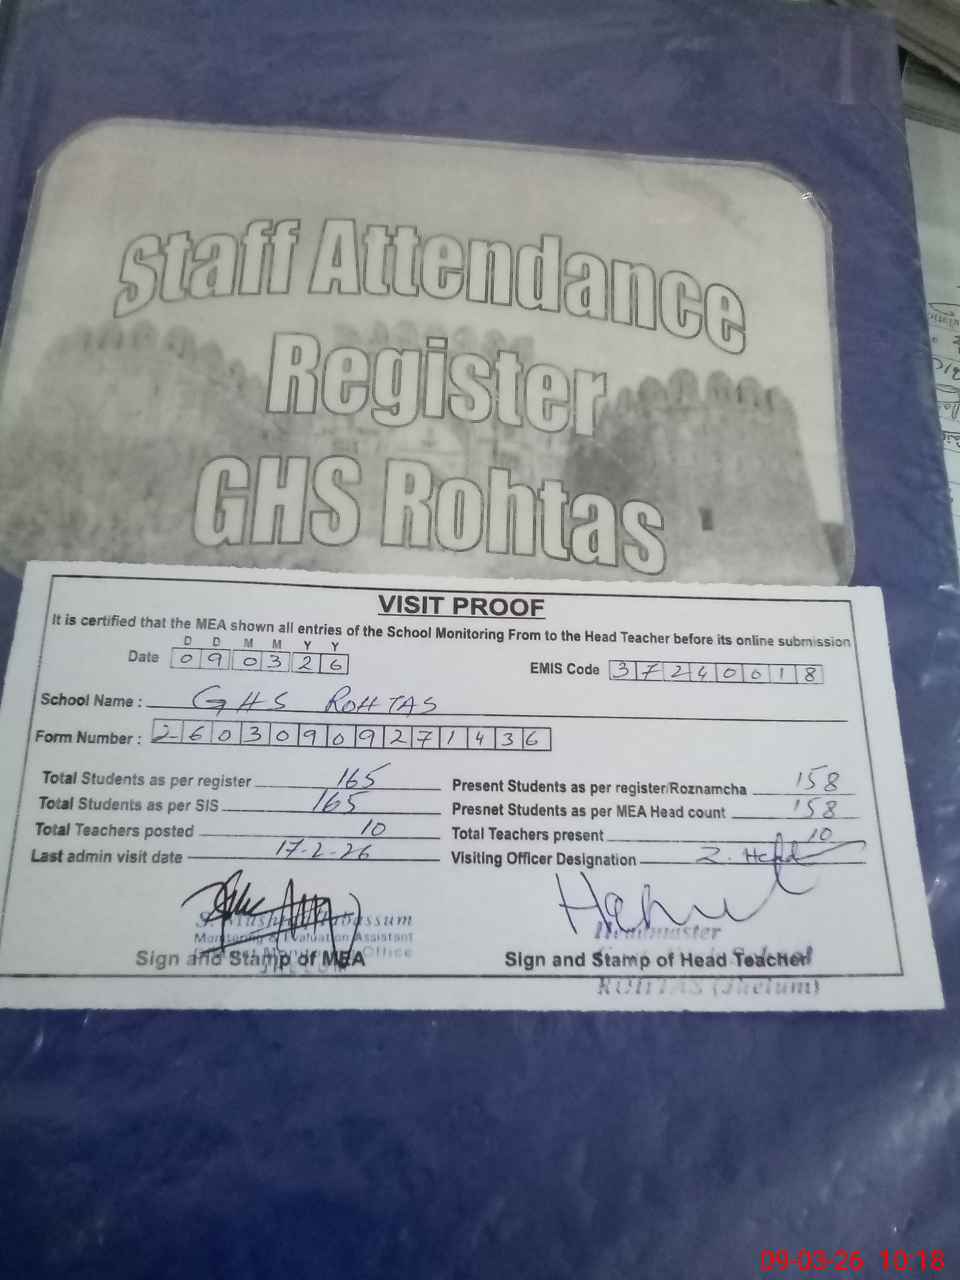 Staff Attendance
Register
GHS Rohtas
VISIT PROOF
It is certified that the MEA shown all entries of the School Monitoring From to the Head Teacher before its online submission
D D M M Y Y
Date 0 9 0 3 2 6
EMIS Code 3 7 2 4 0 0 1 8
School Name : GHS ROHTAS
Form Number : 2 6 0 3 0 9 0 9 2 7 1 4 3 6
Total Students as per register 165
Present Students as per register/Roznamcha 158
Total Students as per SIS 165
Presnet Students as per MEA Head count 158
Total Teachers posted 10
Total Teachers present 10
Last admin visit date 17-2-26
Visiting Officer Designation
Monitoring & Evaluation Assistant
Office
Headmaster
Sign and Stamp of MEA
Sign and Stamp of Head Teacher
School
ROHTAS (Jhelum)
09-03-26 10:18